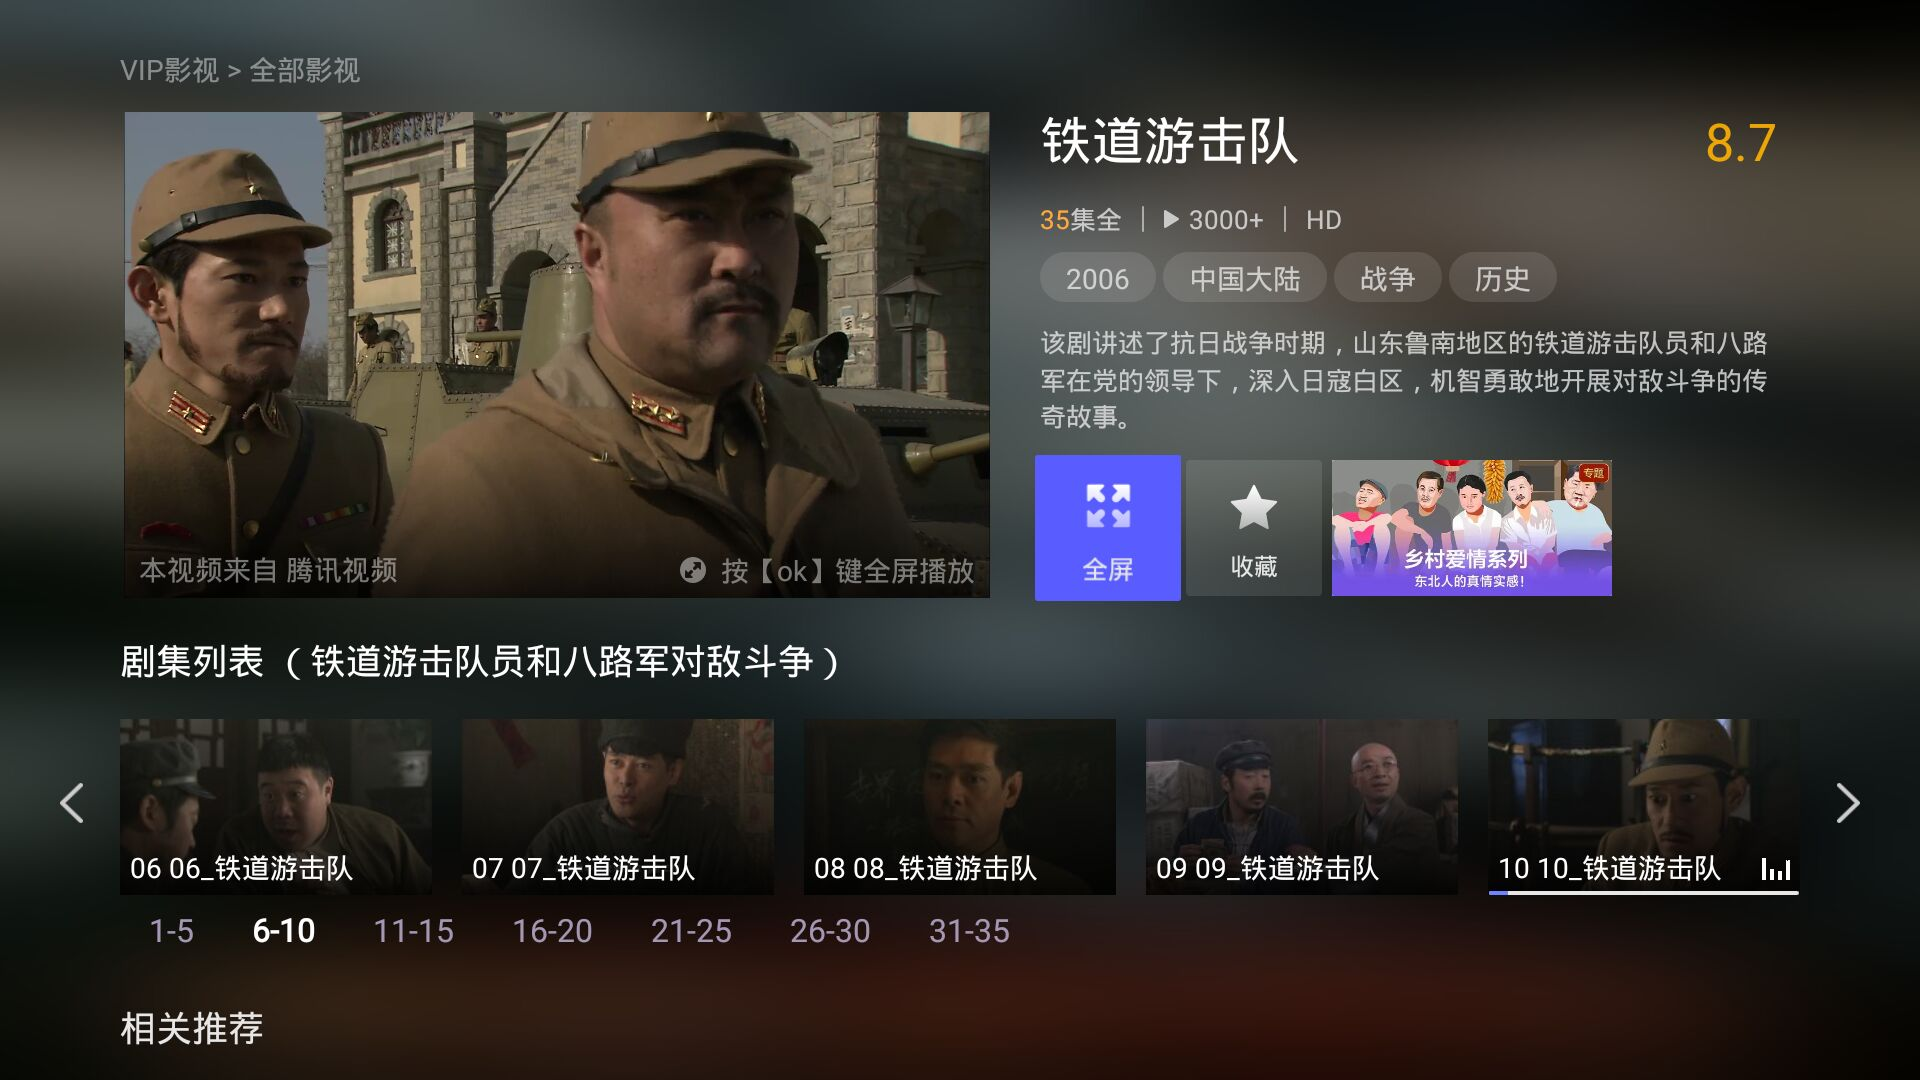 VIP影视 > 全部影视
铁道游击队
8.7
35集全 | 3000+ | HD
2006 中国大陆 战争 历史
该剧讲述了抗日战争时期，山东鲁南地区的铁道游击队员和八路
军在党的领导下，深入日寇白区，机智勇敢地开展对敌斗争的传
奇故事。
本视频来自 腾讯视频
按【ok】键全屏播放
全屏
收藏
专题
乡村爱情系列
东北人的真情实感!
剧集列表（铁道游击队员和八路军对敌斗争）
06 06_铁道游击队
07 07_铁道游击队
08 08_铁道游击队
09 09_铁道游击队
10 10_铁道游击队
1-5 6-10 11-15 16-20 21-25 26-30 31-35
相关推荐